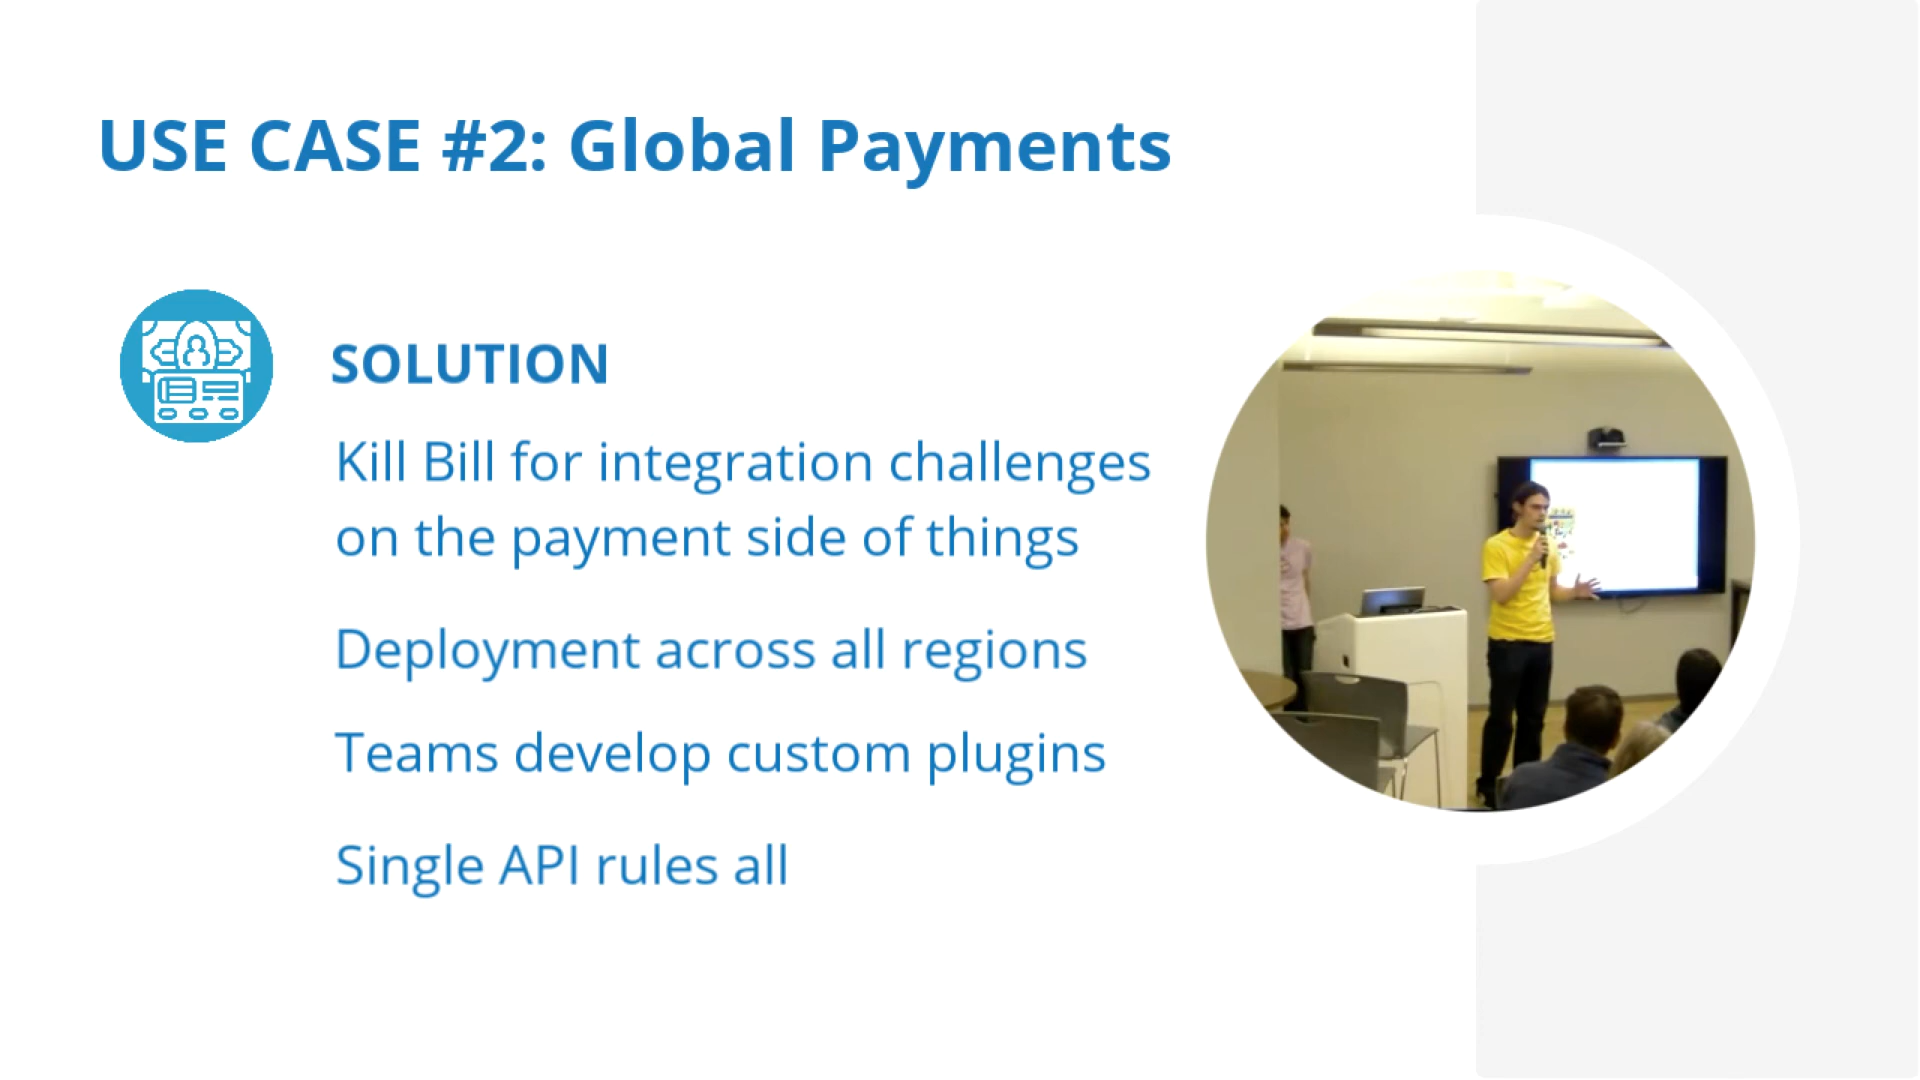 USE CASE #2: Global Payments
SOLUTION
Kill Bill for integration challenges
on the payment side of things
Deployment across all regions
Teams develop custom plugins
Single API rules all